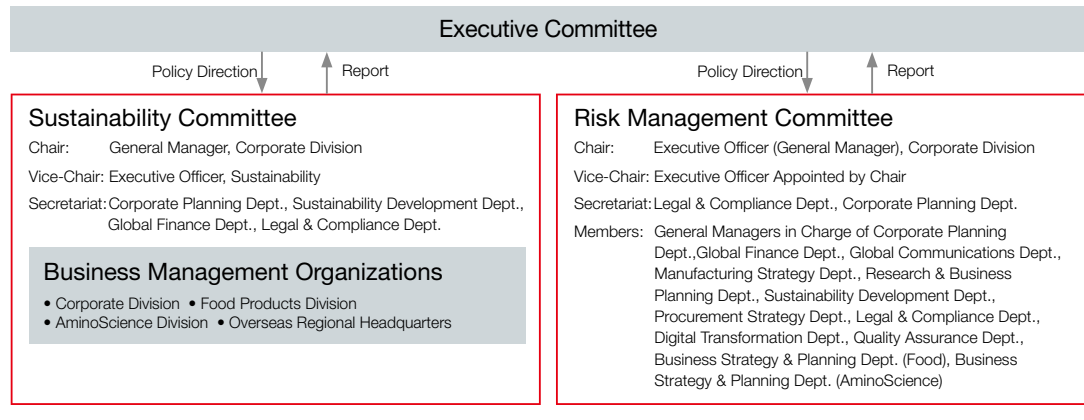 Executive Committee
Policy Direction
Report
Policy Direction
Report
Sustainability Committee
Chair: General Manager, Corporate Division
Vice-Chair: Executive Officer, Sustainability
Secretariat: Corporate Planning Dept., Sustainability Development Dept.,
Global Finance Dept., Legal & Compliance Dept.
Business Management Organizations
• Corporate Division • Food Products Division
• AminoScience Division • Overseas Regional Headquarters
Risk Management Committee
Chair: Executive Officer (General Manager), Corporate Division
Vice-Chair: Executive Officer Appointed by Chair
Secretariat: Legal & Compliance Dept., Corporate Planning Dept.
Members: General Managers in Charge of Corporate Planning
Dept.,Global Finance Dept., Global Communications Dept.,
Manufacturing Strategy Dept., Research & Business
Planning Dept., Sustainability Development Dept.,
Procurement Strategy Dept., Legal & Compliance Dept.,
Digital Transformation Dept., Quality Assurance Dept.,
Business Strategy & Planning Dept. (Food), Business
Strategy & Planning Dept. (AminoScience)